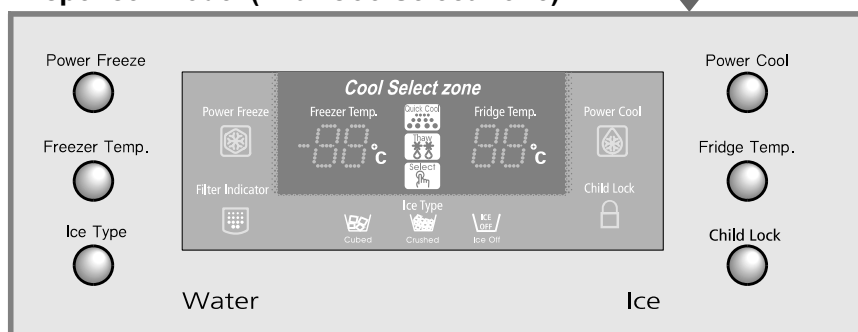 Power Freeze
Power Cool
Cool Select zone
Power Freeze
Freezer Temp.
Quick Cool
Fridge Temp.
Power Cool
Freezer Temp.
-88°C
Thaw
88°C
Fridge Temp.
Select
Filter Indicator
Child Lock
Ice Type
Ice Type
Child Lock
ICE
OFF
Cubed
Crushed
Ice Off
Water
Ice